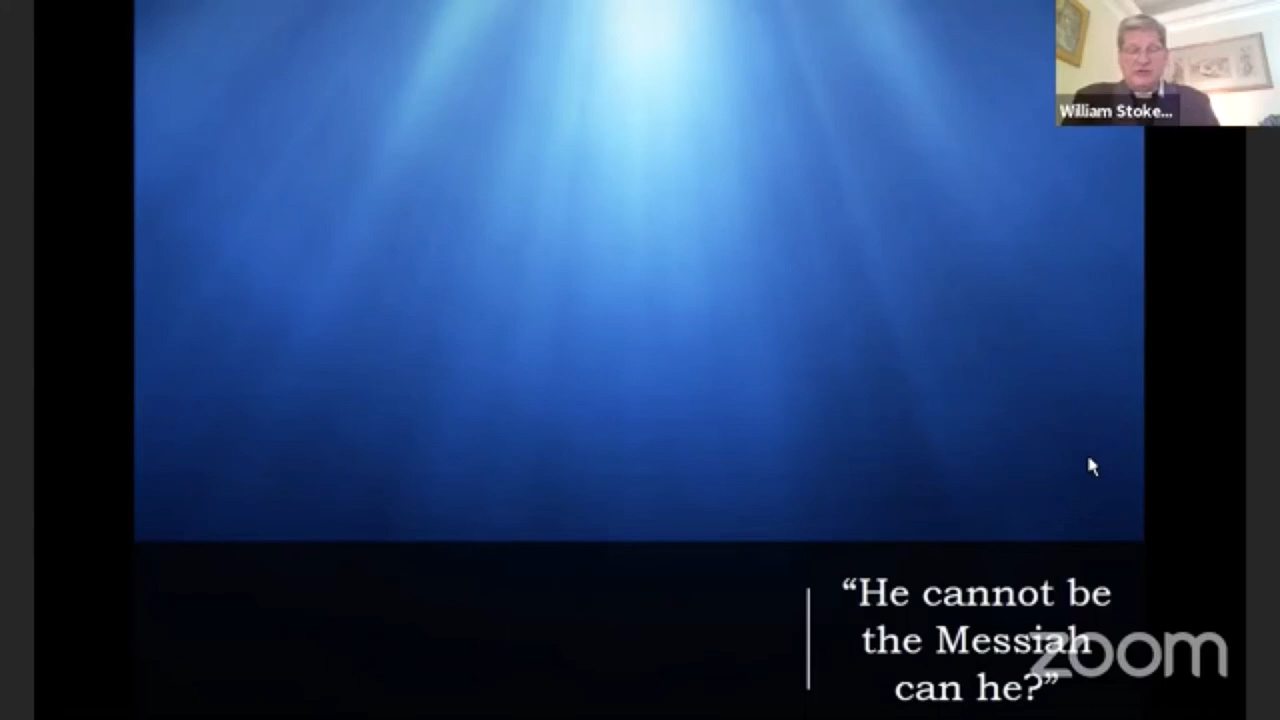 William Stoke...
“He cannot be
the Messiah
can he?”
zoom